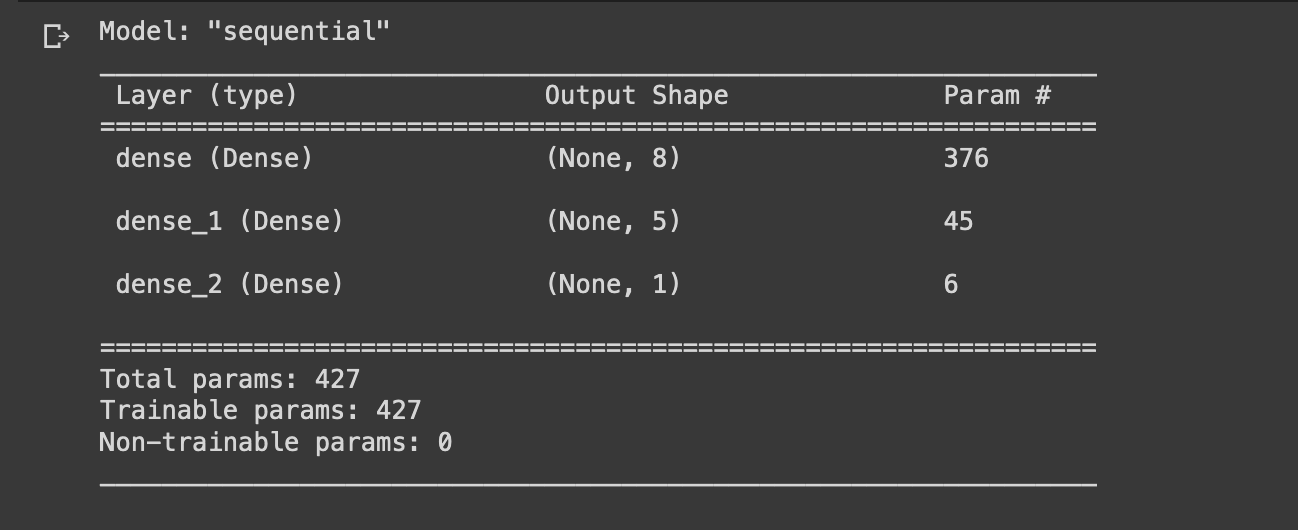 Model: "sequential"
Layer (type) Output Shape Param #
dense (Dense) (None, 8) 376
dense_1 (Dense) (None, 5) 45
dense_2 (Dense) (None, 1) 6
Total params: 427
Trainable params: 427
Non-trainable params: 0